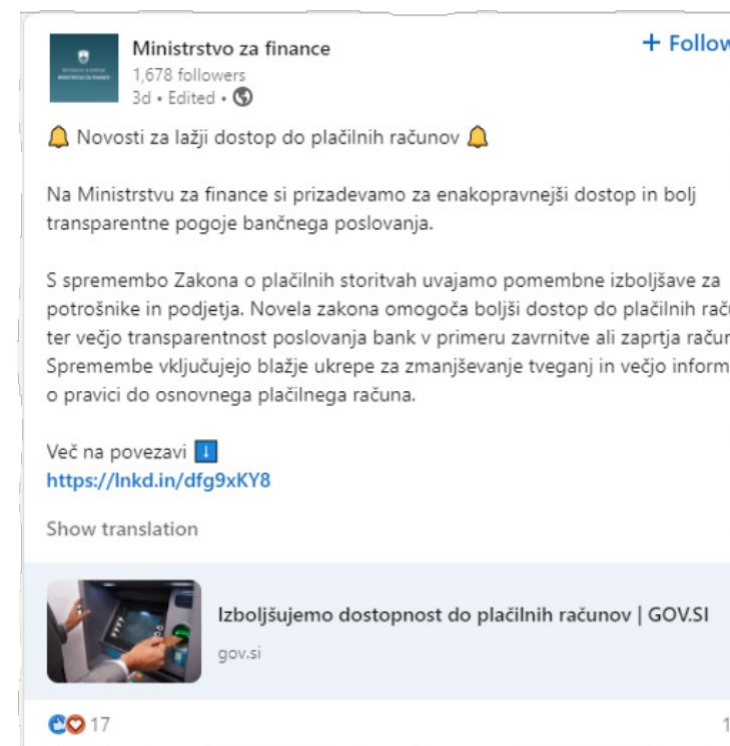 Ministrstvo za finance
+ Follow
1,678 followers
3d • Edited •
🔔 Novosti za lažji dostop do plačilnih računov 🔔
Na Ministrstvu za finance si prizadevamo za enakopravnejši dostop in bolj
transparentne pogoje bančnega poslovanja.
S spremembo Zakona o plačilnih storitvah uvajamo pomembne izboljšave za
potrošnike in podjetja. Novela zakona omogoča boljši dostop do plačilnih rač
ter večjo transparentnost poslovanja bank v primeru zavrnitve ali zaprtja raču
Spremembe vključujejo blažje ukrepe za zmanjševanje tveganj in večjo inform
o pravici do osnovnega plačilnega računa.
Več na povezavi ⬇️
https://lnkd.in/dfg9xKY8
Show translation
Izboljšujemo dostopnost do plačilnih računov | GOV.SI
gov.si
17
1